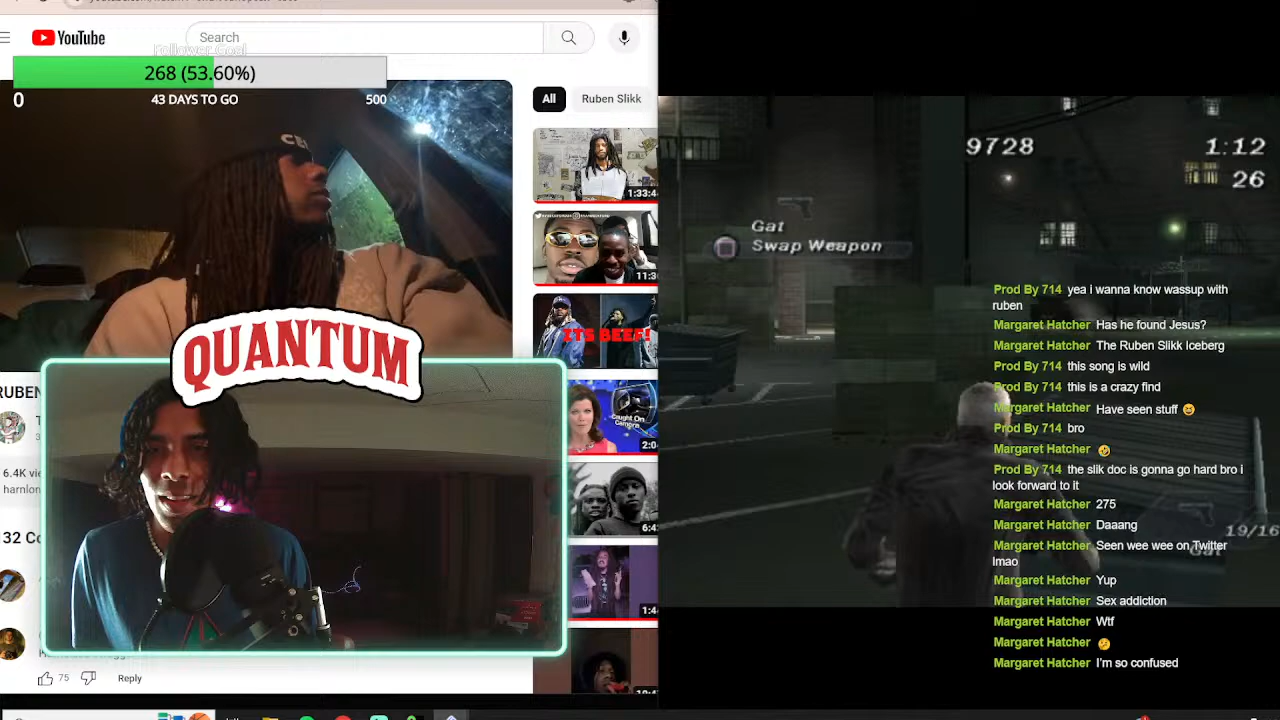 YouTube
Search
Follower Goal
268 (53.60%)
0
43 DAYS TO GO
500
All
Ruben Slikk
1:33:4
11:3
ITS BEEF!
Caught On
Camera
2:0
6:4
1:4
QUANTUM
RUBEN
6.4K vie
harnlon
32 Co
75
Reply
9728
1:12
26
Gat
Swap Weapon
19/16
Prod By 714 yea i wanna know wassup with
ruben
Margaret Hatcher Has he found Jesus?
Margaret Hatcher The Ruben Slikk Iceberg
Prod By 714 this song is wild
Prod By 714 this is a crazy find
Margaret Hatcher Have seen stuff 😆
Prod By 714 bro
Margaret Hatcher 🤣
Prod By 714 the slik doc is gonna go hard bro i
look forward to it
Margaret Hatcher 275
Margaret Hatcher Daaang
Margaret Hatcher Seen wee wee on Twitter
lmao
Margaret Hatcher Yup
Margaret Hatcher Sex addiction
Margaret Hatcher Wtf
Margaret Hatcher 🤔
Margaret Hatcher I'm so confused